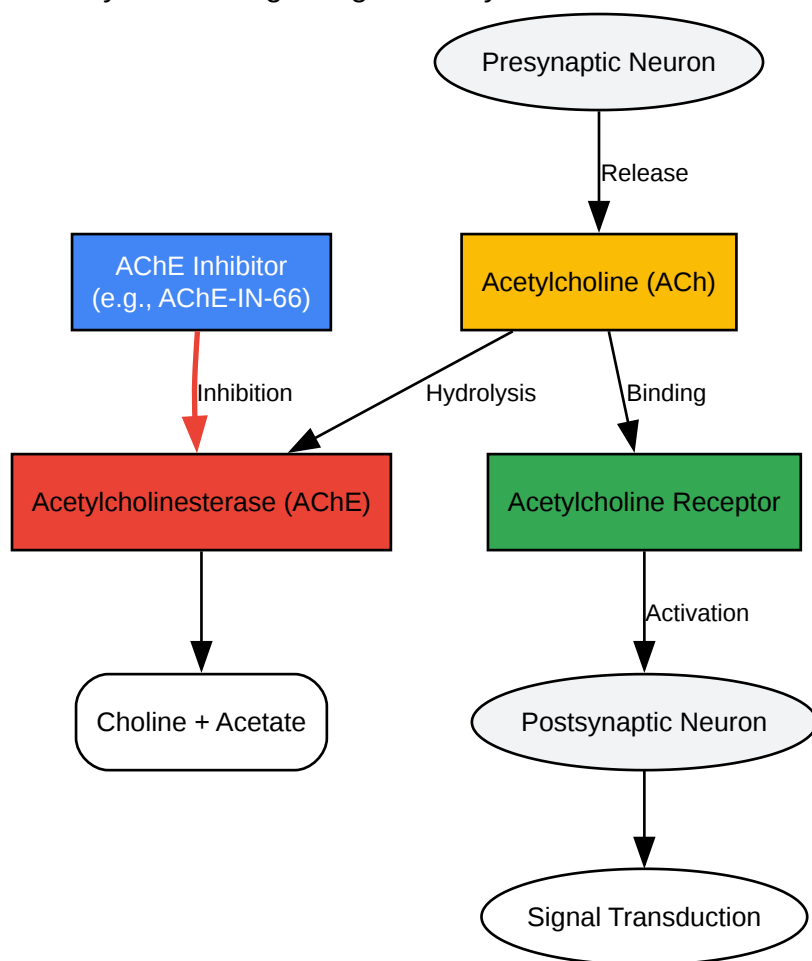 Presynaptic Neuron
Release
AChE Inhibitor
(e.g., AChE-IN-66)
Acetylcholine (ACh)
Inhibition
Hydrolysis
Binding
Acetylcholinesterase (AChE)
Acetylcholine Receptor
Activation
Choline + Acetate
Postsynaptic Neuron
Signal Transduction